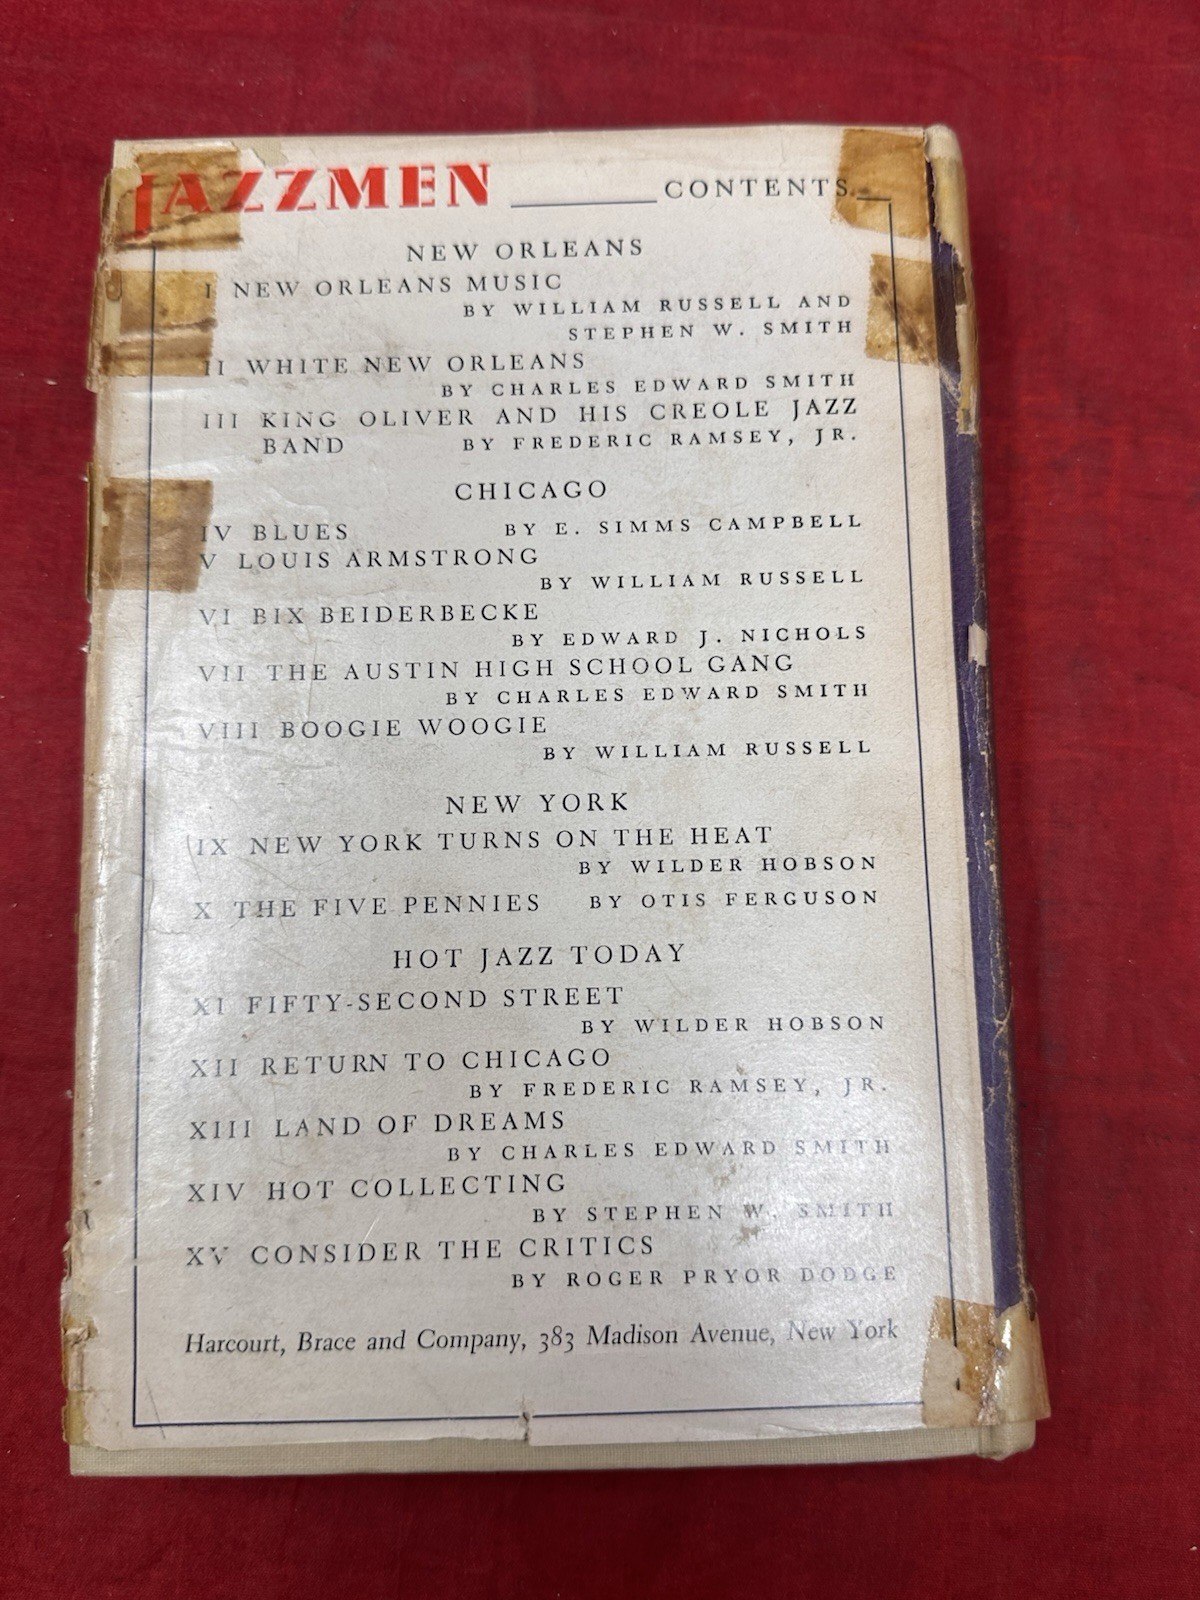 JAZZMEN CONTENTS
NEW ORLEANS
I NEW ORLEANS MUSIC
BY WILLIAM RUSSELL AND
STEPHEN W. SMITH
II WHITE NEW ORLEANS
BY CHARLES EDWARD SMITH
III KING OLIVER AND HIS CREOLE JAZZ
BAND BY FREDERIC RAMSEY, JR.
CHICAGO
IV BLUES BY E. SIMMS CAMPBELL
V LOUIS ARMSTRONG
BY WILLIAM RUSSELL
VI BIX BEIDERBECKE
BY EDWARD J. NICHOLS
VII THE AUSTIN HIGH SCHOOL GANG
BY CHARLES EDWARD SMITH
VIII BOOGIE WOOGIE
BY WILLIAM RUSSELL
NEW YORK
IX NEW YORK TURNS ON THE HEAT
BY WILDER HOBSON
X THE FIVE PENNIES BY OTIS FERGUSON
HOT JAZZ TODAY
XI FIFTY-SECOND STREET
BY WILDER HOBSON
XII RETURN TO CHICAGO
BY FREDERIC RAMSEY, JR.
XIII LAND OF DREAMS
BY CHARLES EDWARD SMITH
XIV HOT COLLECTING
BY STEPHEN W. SMITH
XV CONSIDER THE CRITICS
BY ROGER PRYOR DODGE
Harcourt, Brace and Company, 383 Madison Avenue, New York